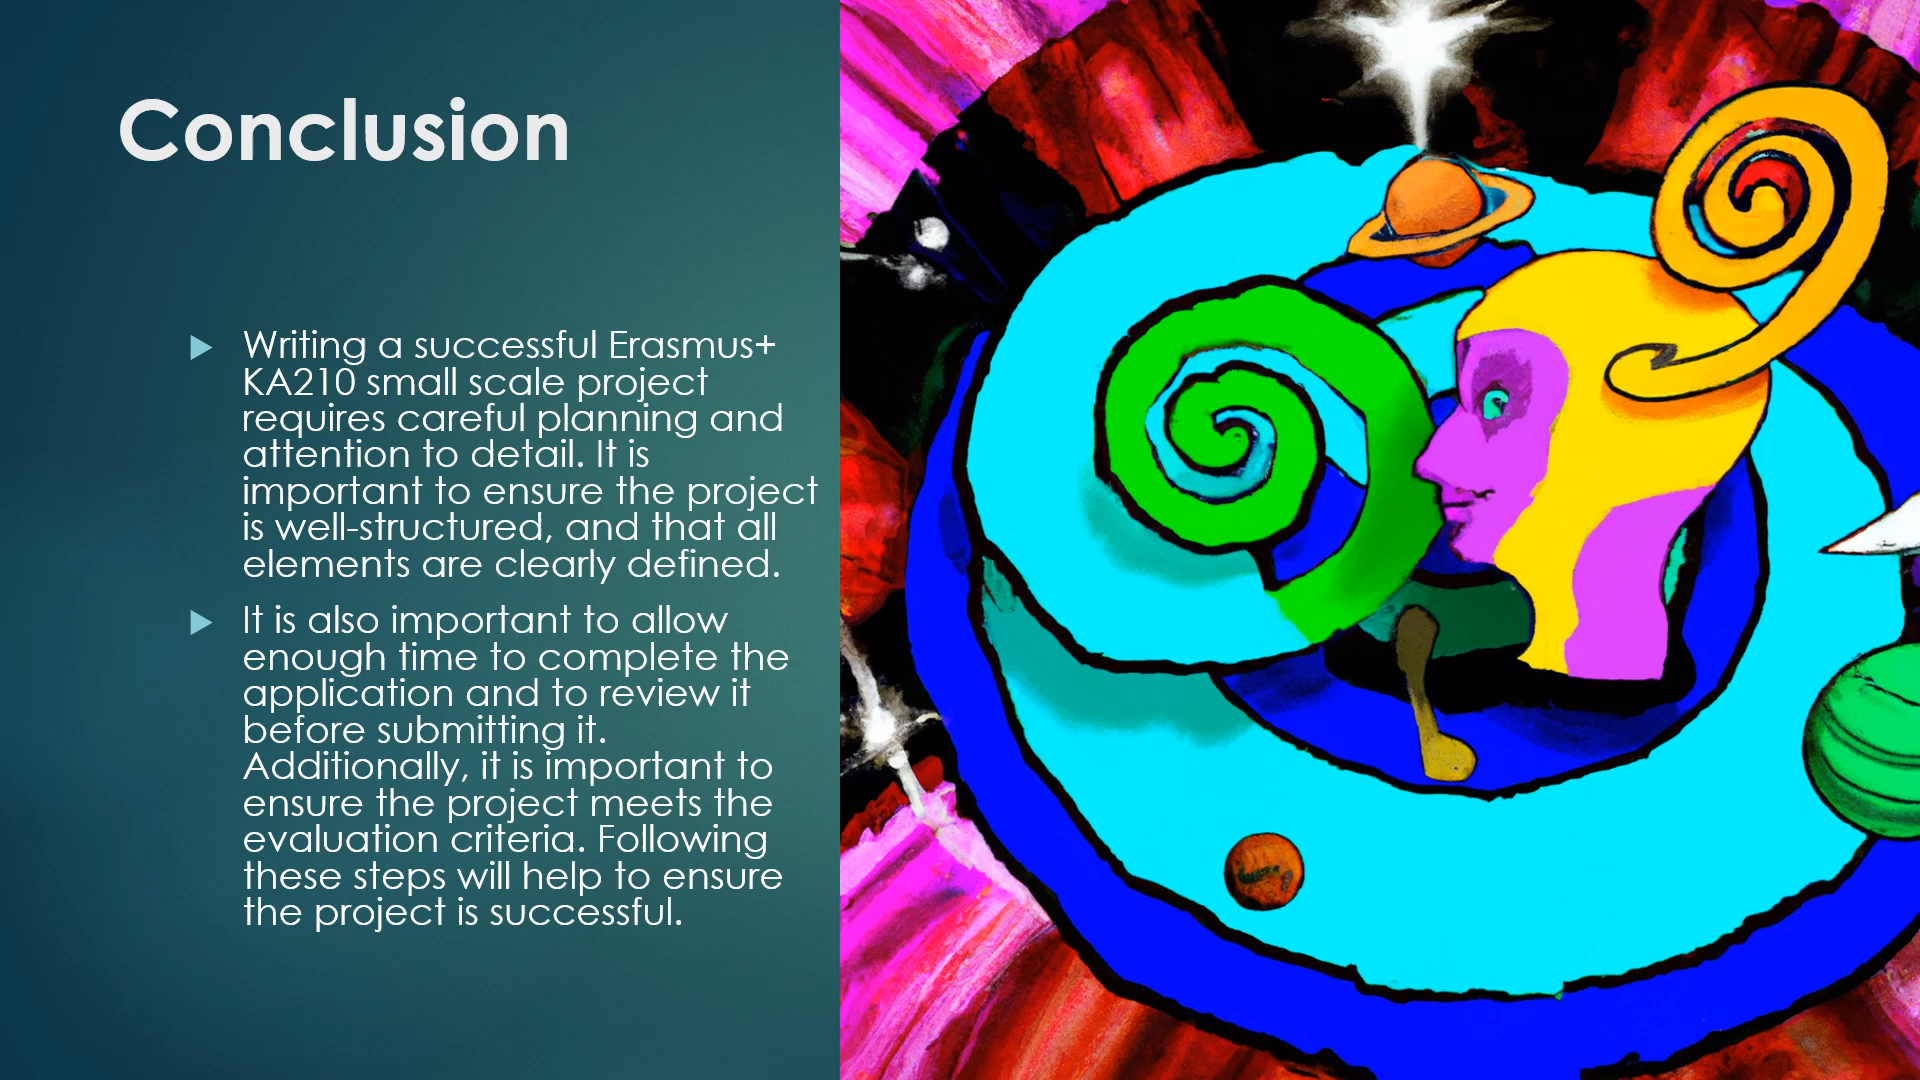 Conclusion
Writing a successful Erasmus+
KA210 small scale project
requires careful planning and
attention to detail. It is
important to ensure the project
is well-structured, and that all
elements are clearly defined.
It is also important to allow
enough time to complete the
application and to review it
before submitting it.
Additionally, it is important to
ensure the project meets the
evaluation criteria. Following
these steps will help to ensure
the project is successful.